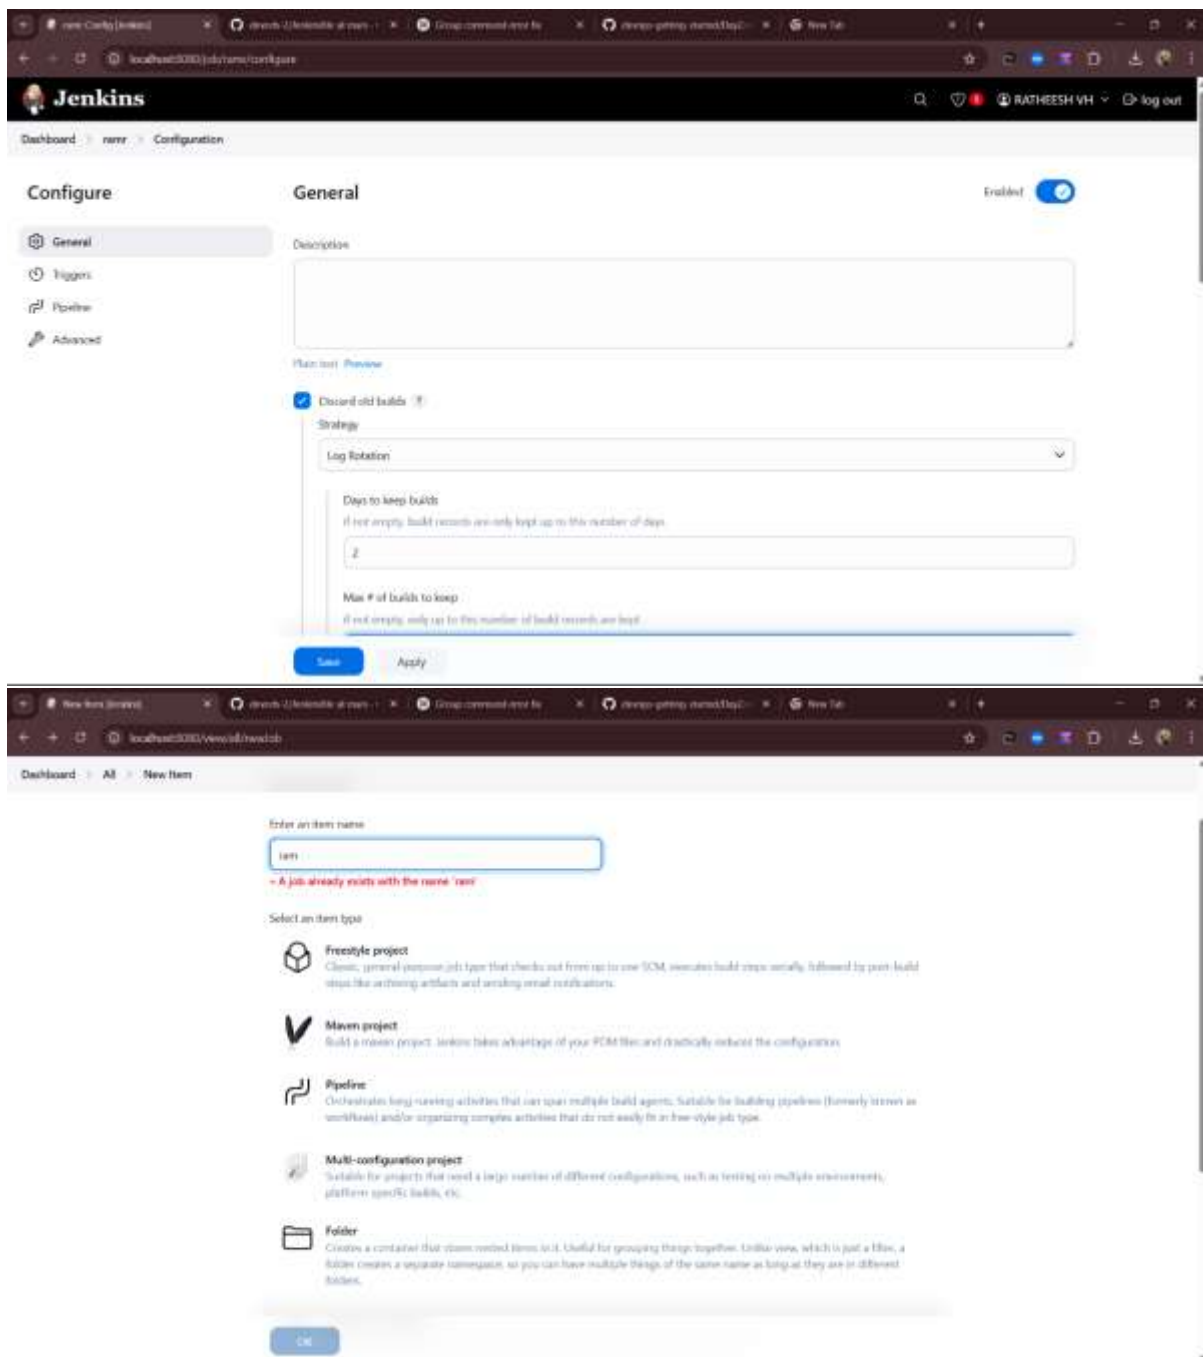 Jenkins
RATHEESH VH
log out
Dashboard
Configuration
Configure
General
Enabled
General
Triggers
Pipeline
Advanced
Description
Plain text Preview
Discard old builds ?
Strategy
Log Rotation
Days to keep builds
if not empty, build records are only kept up to this number of days
2
Max # of builds to keep
if not empty, only up to this number of build records are kept
Save
Apply
New Tab
localhost:8080/view/all/newJob
Dashboard
All
New Item
Enter an item name
A job already exists with the name
Select an item type
Freestyle project
Classic, general-purpose job type that checks out from up to one SCM, executes build steps serially, followed by post-build
steps like archiving artifacts and sending email notifications.
Maven project
Build a maven project. Jenkins takes advantage of your POM files and drastically reduces the configuration.
Pipeline
Orchestrates long-running activities that can span multiple build agents. Suitable for building pipelines (formerly known as
workflows) and/or organizing complex activities that do not easily fit in free-style job type.
Multi-configuration project
Suitable for projects that need a large number of different configurations, such as testing on multiple environments,
platform-specific builds, etc.
Folder
Creates a container that stores nested items in it. Useful for grouping things together. Unlike view, which is just a filter, a
folder creates a separate namespace, so you can have multiple things of the same name as long as they are in different
folders.
OK